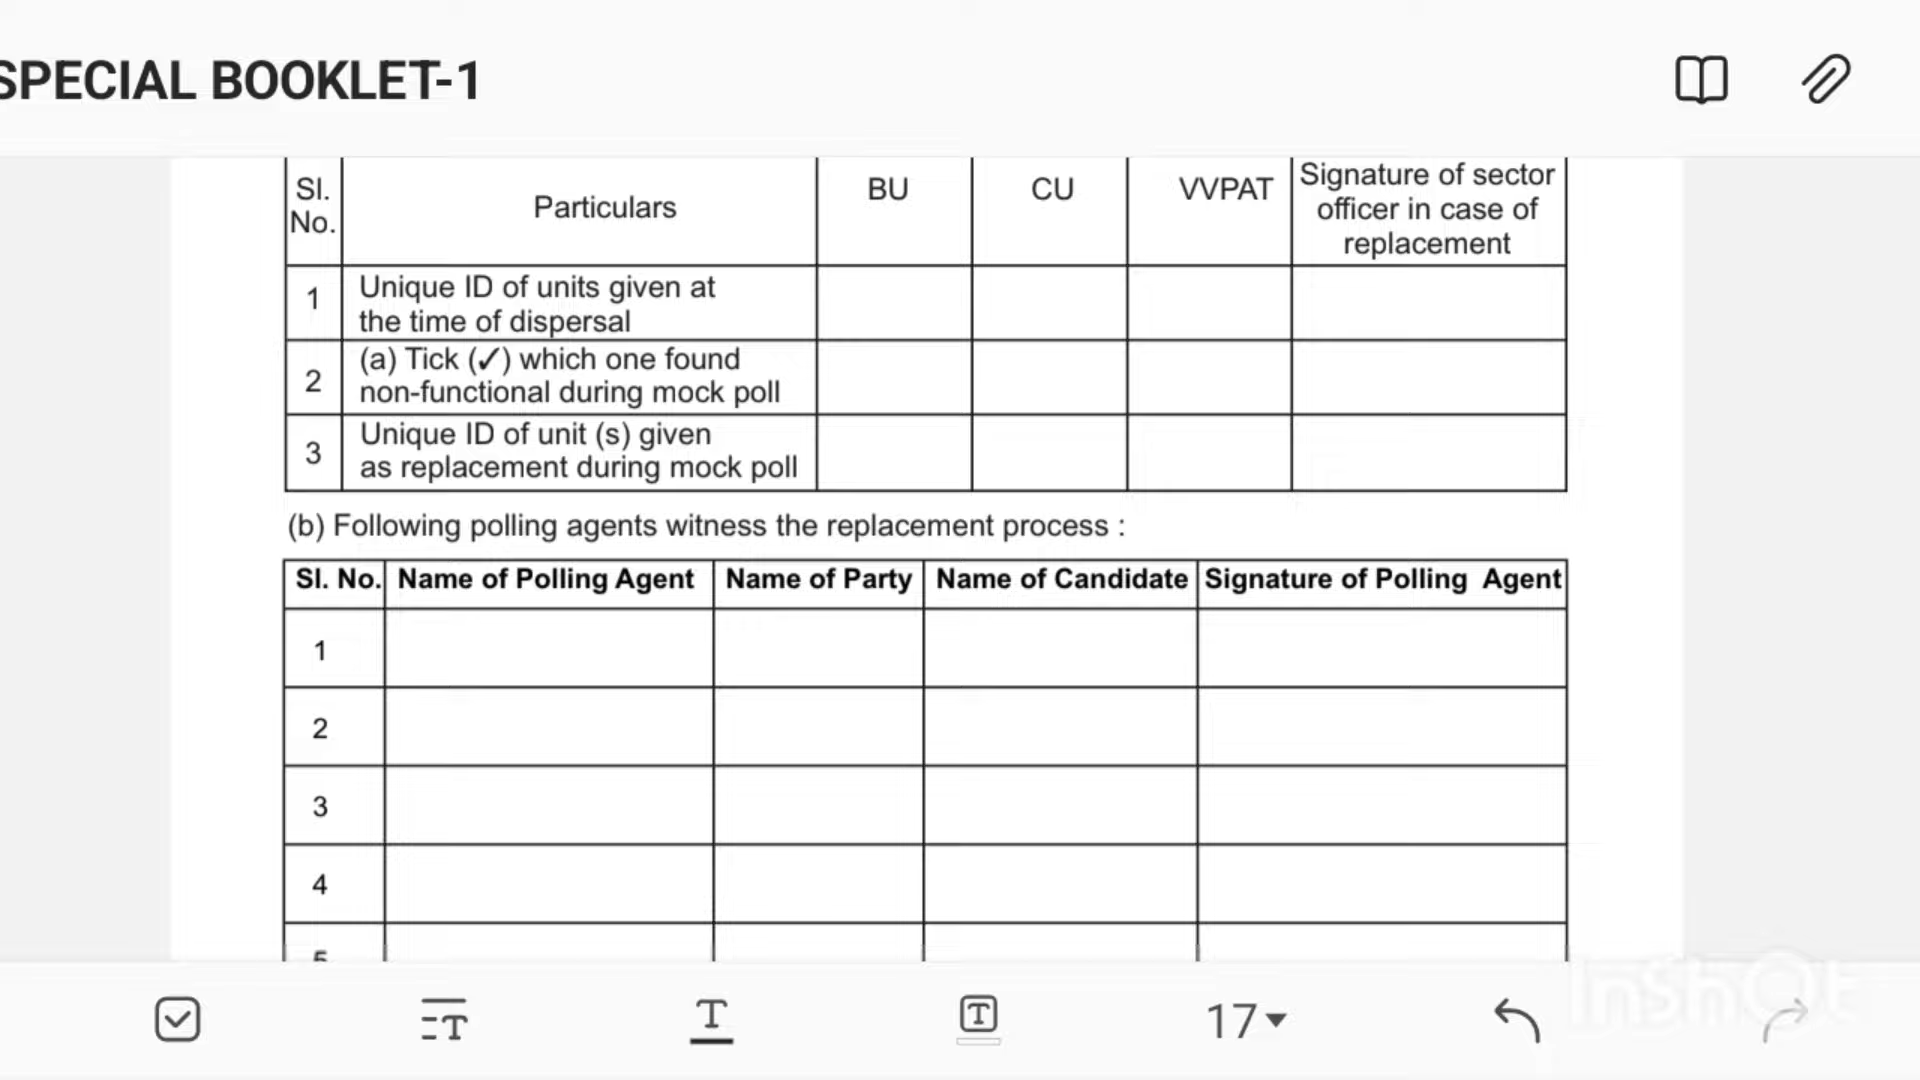 SPECIAL BOOKLET-1
Sl.
No.
Particulars
BU
CU
VVPAT
Signature of sector
officer in case of
replacement
1
Unique ID of units given at
the time of dispersal
2
(a) Tick (✓) which one found
non-functional during mock poll
3
Unique ID of unit (s) given
as replacement during mock poll
(b) Following polling agents witness the replacement process :
Sl. No. Name of Polling Agent Name of Party Name of Candidate Signature of Polling Agent
1
2
3
4
5
17
InShOt